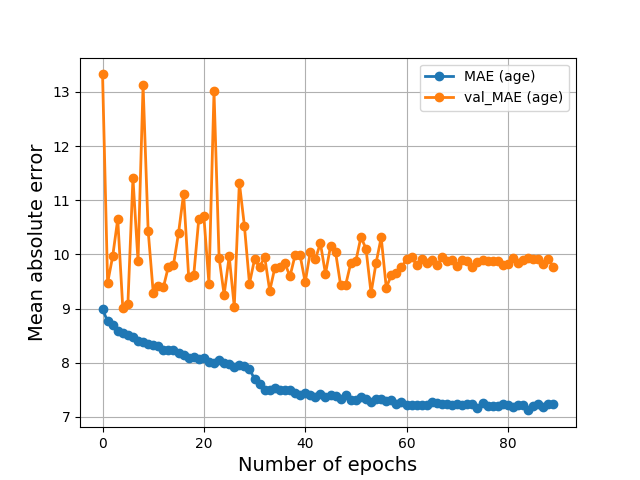 MAE (age)
val_MAE (age)
Mean absolute error
13
12
11
10
9
8
7
0 20 40 60 80
Number of epochs